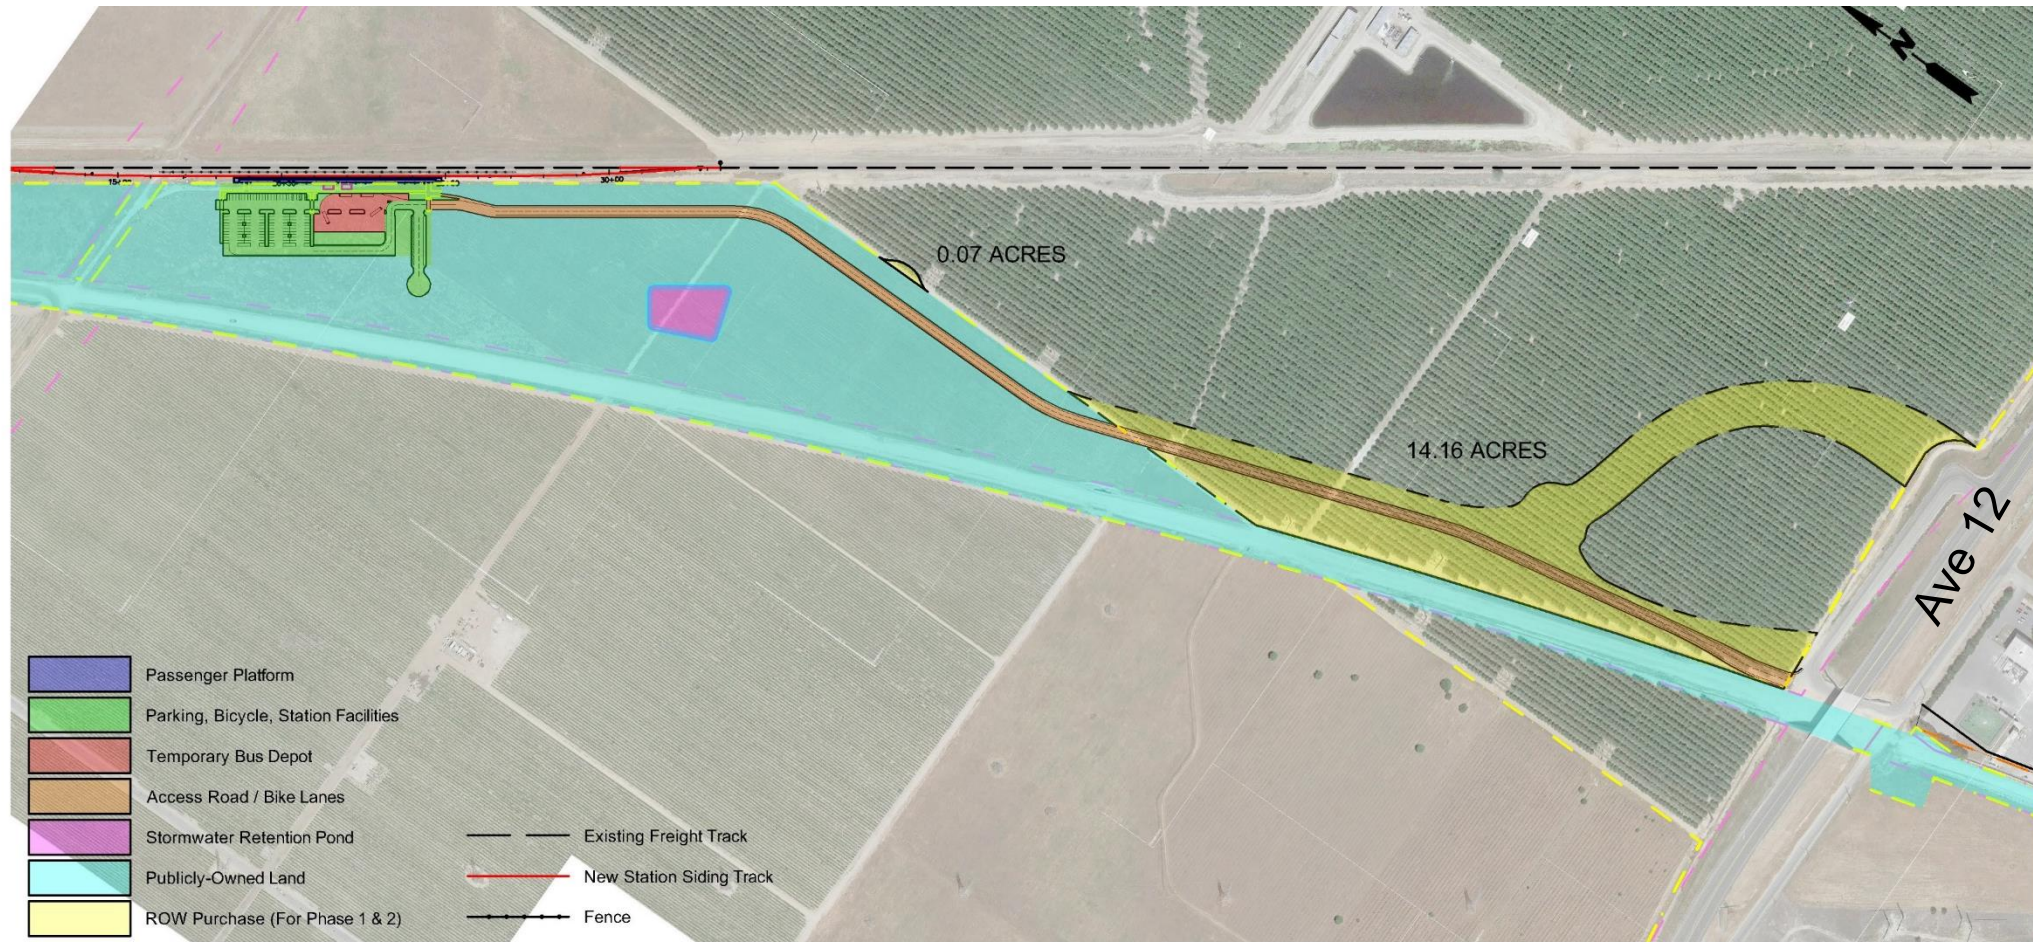 N
30+00
0.07 ACRES
14.16 ACRES
Ave 12
Passenger Platform
Parking, Bicycle, Station Facilities
Temporary Bus Depot
Access Road / Bike Lanes
Stormwater Retention Pond
Publicly-Owned Land
ROW Purchase (For Phase 1 & 2)
Existing Freight Track
New Station Siding Track
Fence